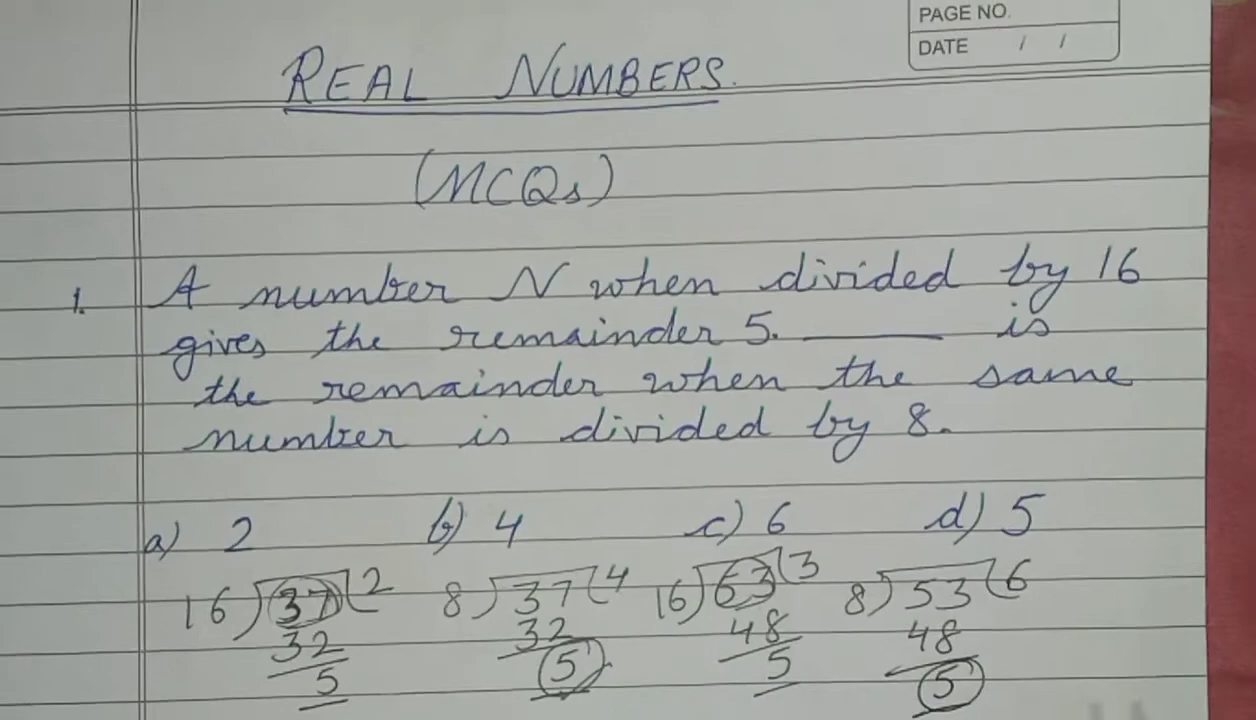 PAGE NO.
DATE / /
REAL NUMBERS.
(MCQs)
1. A number N when divided by 16
gives the remainder 5. ______ is
the remainder when the same
number is divided by 8.
a) 2 b) 4 c) 6 d) 5
16)37(2 8)37(4 16)63(3 8)53(6
32 32 48 48
5 5 5 5